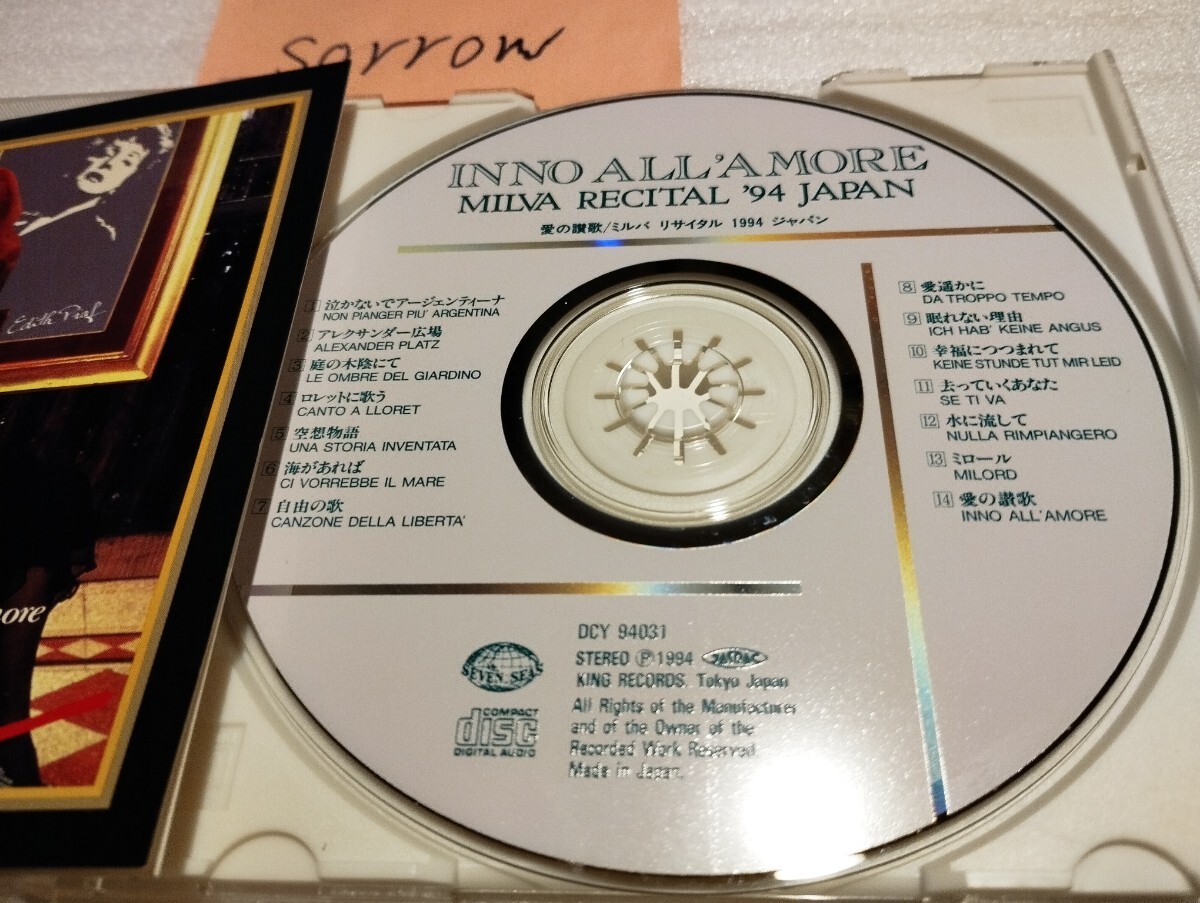 sorrow
Edith Piaf
ore
INNO ALL'AMORE
MILVA RECITAL '94 JAPAN
愛の讃歌/ミルバ リサイタル 1994 ジャパン
1 泣かないでアージェンティーナ
NON PIANGER PIU' ARGENTINA
2 アレクサンダー広場
ALEXANDER PLATZ
3 庭の木陰にて
LE OMBRE DEL GIARDINO
4 ロレットに歌う
CANTO A LLORET
5 空想物語
UNA STORIA INVENTATA
6 海があれば
CI VORREBBE IL MARE
7 自由の歌
CANZONE DELLA LIBERTA'
8 愛遥かに
DA TROPPO TEMPO
9 眠れない理由
ICH HAB' KEINE ANGUS
10 幸福につつまれて
KEINE STUNDE TUT MIR LEID
11 去っていくあなた
SE TI VA
12 水に流して
NULLA RIMPIANGERO
13 ミロール
MILORD
14 愛の讃歌
INNO ALL'AMORE
SEVEN SEAS
COMPACT
disc
DIGITAL AUDIO
DCY 94031
STEREO Ⓟ1994 JASRAC
KING RECORDS. Tokyo Japan
All Rights of the Manufacturer
and of the Owner of the
Recorded Work Reserved.
Made in Japan.